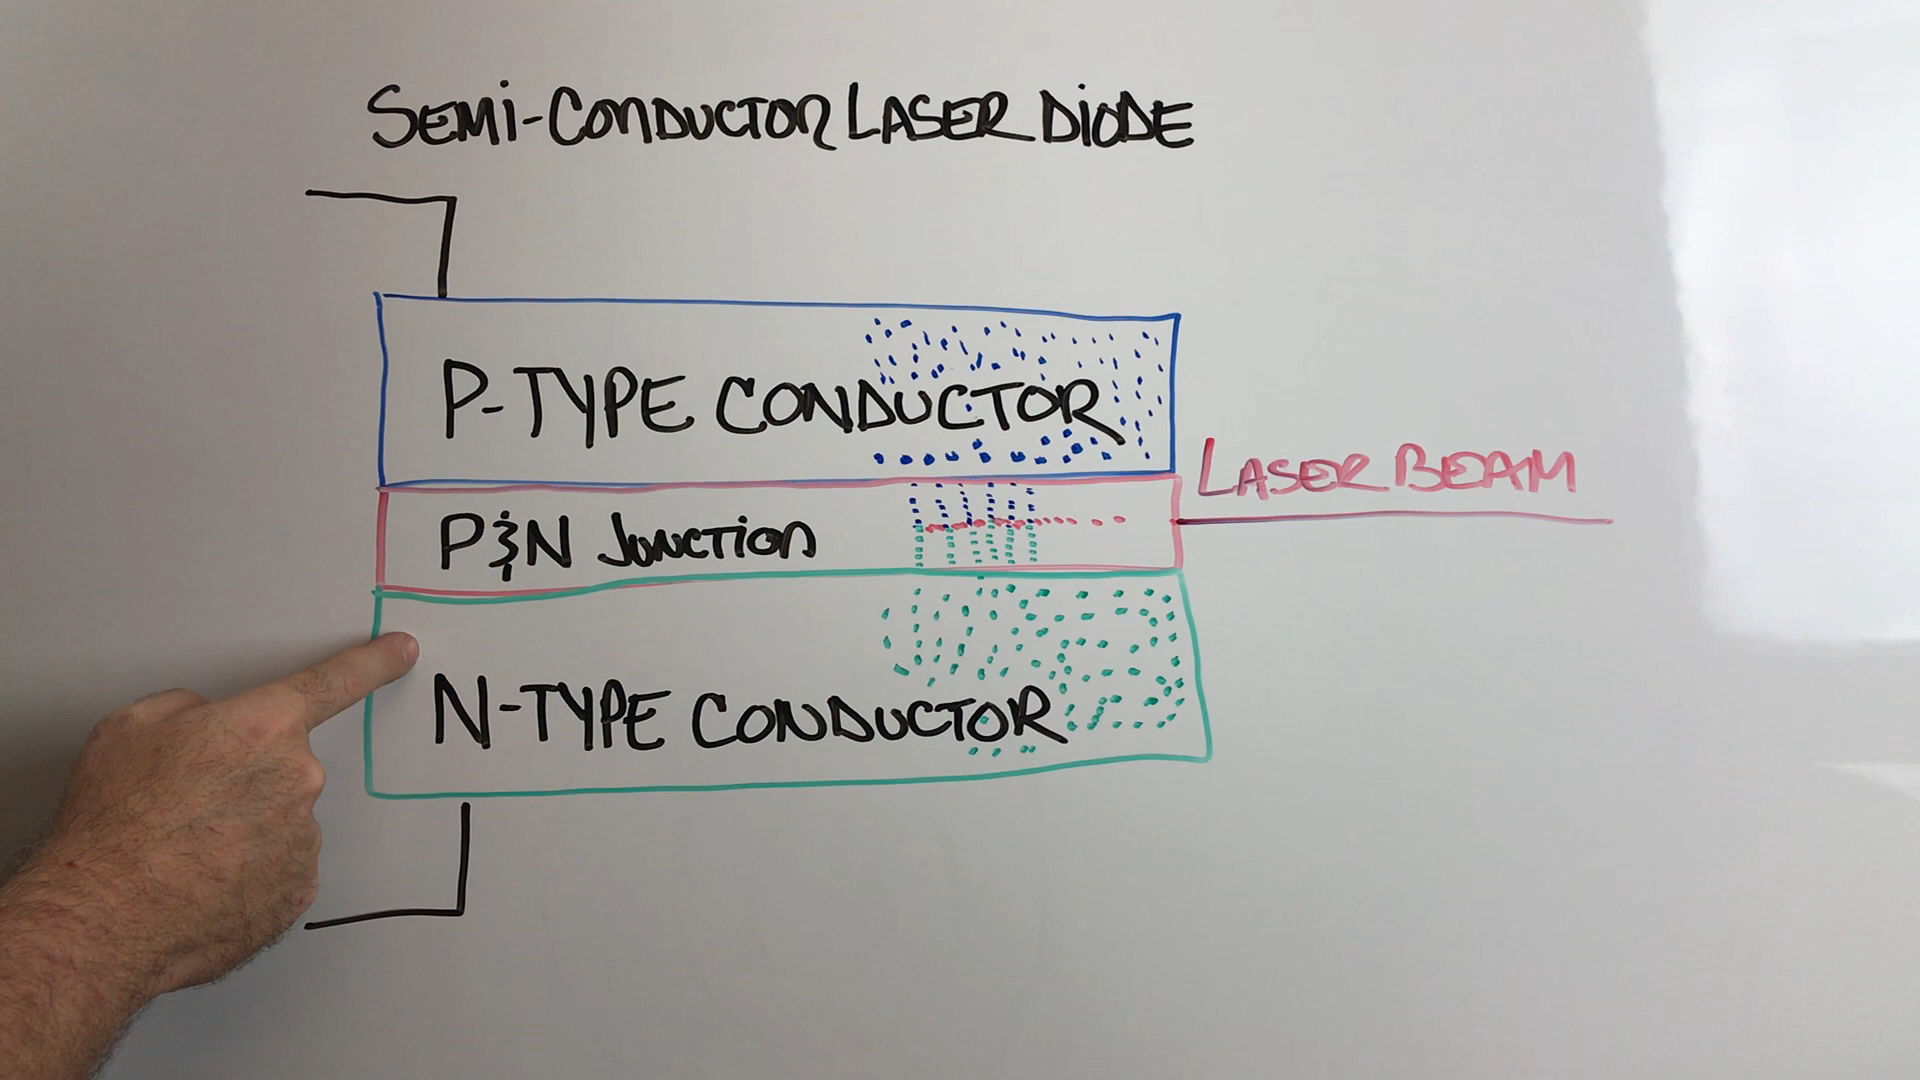 SEMI-CONDUCTOR LASER DIODE
P-TYPE CONDUCTOR
LASER BEAM
P&N JUNCTION
N-TYPE CONDUCTOR